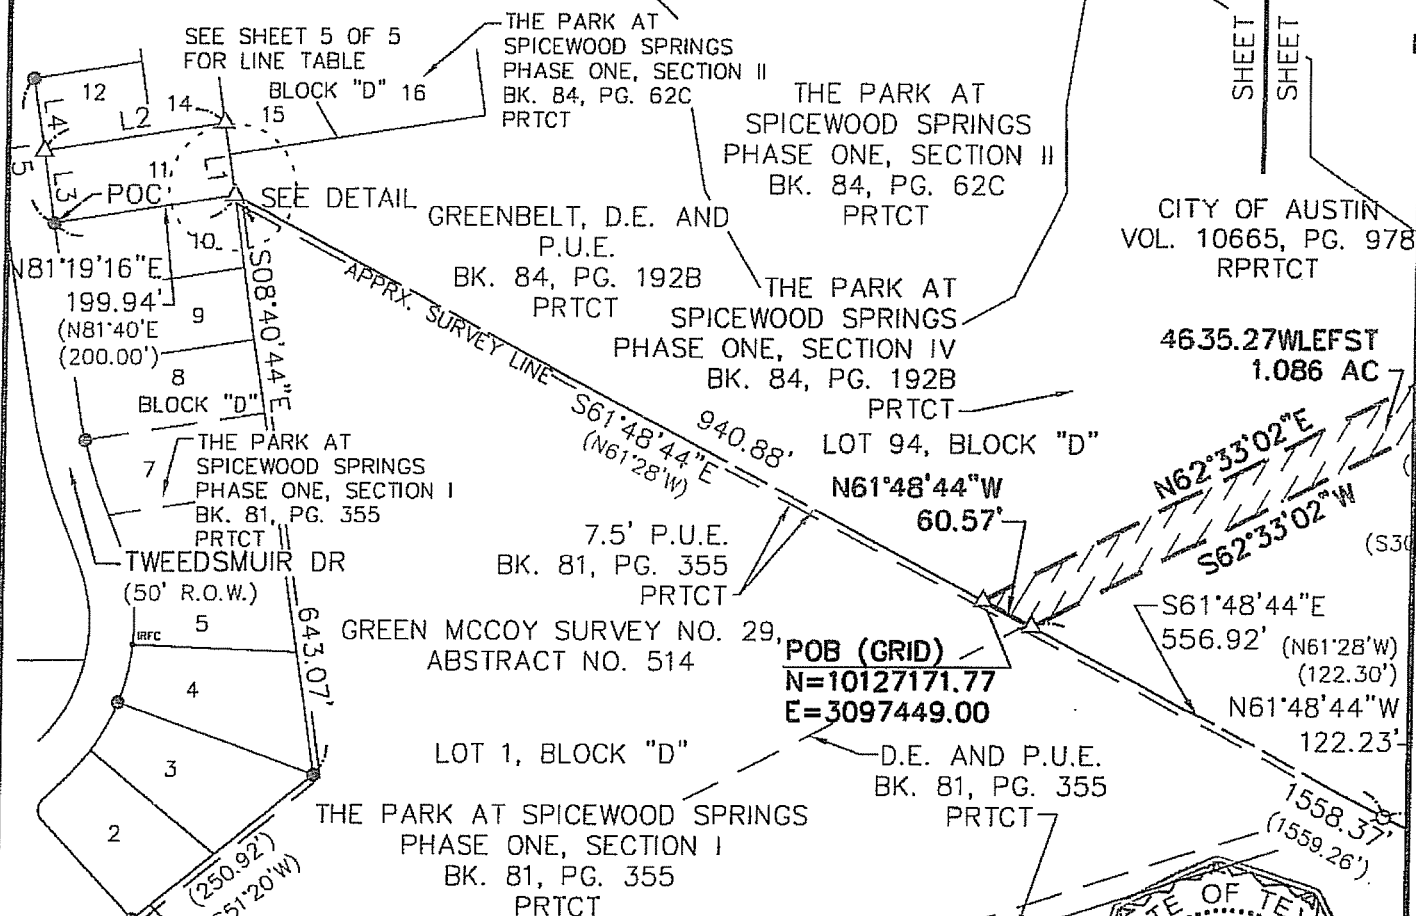 SEE SHEET 5 OF 5
FOR LINE TABLE
BLOCK "D" 16
THE PARK AT
SPICEWOOD SPRINGS
PHASE ONE, SECTION II
BK. 84, PG. 62C
PRTCT
THE PARK AT
SPICEWOOD SPRINGS
PHASE ONE, SECTION II
BK. 84, PG. 62C
PRTCT
SHEET
SHEET
12
L4
L2
14
15
5
L3
11
L1
POC
SEE DETAIL
10
N81°19'16"E
199.94'
(N81°40'E
(200.00')
9
8
BLOCK "D"
7
S08°40'44"E
643.07'
GREENBELT, D.E. AND
P.U.E.
BK. 84, PG. 192B
PRTCT
APPRX. SURVEY LINE
THE PARK AT
SPICEWOOD SPRINGS
PHASE ONE, SECTION IV
BK. 84, PG. 192B
PRTCT
LOT 94, BLOCK "D"
CITY OF AUSTIN
VOL. 10665, PG. 978
RPRTCT
4635.27WLEFST
1.086 AC
S61°48'44"E
940.88'
(N61°28'W)
N61°48'44"W
60.57'
N62°33'02"E
S62°33'02"W
(S30
THE PARK AT
SPICEWOOD SPRINGS
PHASE ONE, SECTION I
BK. 81, PG. 355
PRTCT
TWEEDSMUIR DR
(50' R.O.W.)
7.5' P.U.E.
BK. 81, PG. 355
PRTCT
5
IRFC
4
3
2
GREEN MCCOY SURVEY NO. 29,
ABSTRACT NO. 514
POB (GRID)
N=10127171.77
E=3097449.00
S61°48'44"E
556.92'
(N61°28'W)
(122.30')
N61°48'44"W
122.23'
LOT 1, BLOCK "D"
D.E. AND P.U.E.
BK. 81, PG. 355
PRTCT
THE PARK AT SPICEWOOD SPRINGS
PHASE ONE, SECTION I
BK. 81, PG. 355
PRTCT
1558.37'
(1559.26')
(250.92')
S51°20'W)
TE OF TE